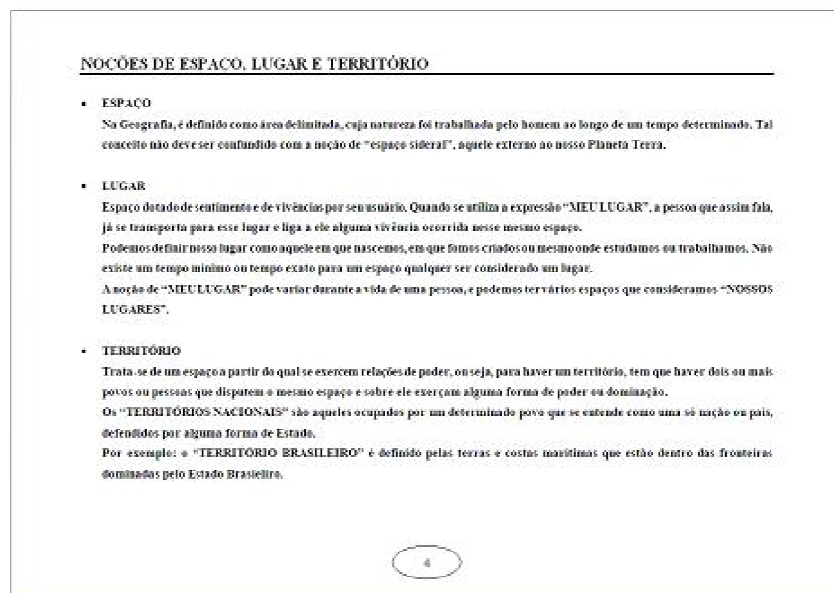 NOÇÕES DE ESPAÇO, LUGAR E TERRITÓRIO
• ESPAÇO
Na Geografia, é definido como área delimitada, cuja natureza foi trabalhada pelo homem ao longo de um tempo determinado. Tal
conceito não deve ser confundido com a noção de “espaço sideral”, aquele externo ao nosso Planeta Terra.
• LUGAR
Espaço dotado de sentimento e de vivências por seu usuário. Quando se utiliza a expressão “MEU LUGAR”, a pessoa que assim fala,
já se transporta para esse lugar e liga a ele alguma vivência ocorrida nesse mesmo espaço.
Podemos definir nosso lugar como aquele em que nascemos, em que fomos criados ou mesmo onde estudamos ou trabalhamos. Não
existe um tempo mínimo ou tempo exato para um espaço qualquer ser considerado um lugar.
A noção de “MEU LUGAR” pode variar durante a vida de uma pessoa, e podemos ter vários espaços que consideramos “NOSSOS
LUGARES”.
• TERRITÓRIO
Trata-se de um espaço a partir do qual se exercem relações de poder, ou seja, para haver um território, tem que haver dois ou mais
povos ou pessoas que disputem o mesmo espaço e sobre ele exerçam alguma forma de poder ou dominação.
Os “TERRITÓRIOS NACIONAIS” são aqueles ocupados por um determinado povo que se entende como uma só nação ou país,
defendidos por alguma forma de Estado.
Por exemplo: o “TERRITÓRIO BRASILEIRO” é definido pelas terras e costas marítimas que estão dentro das fronteiras
dominadas pelo Estado Brasileiro.
4